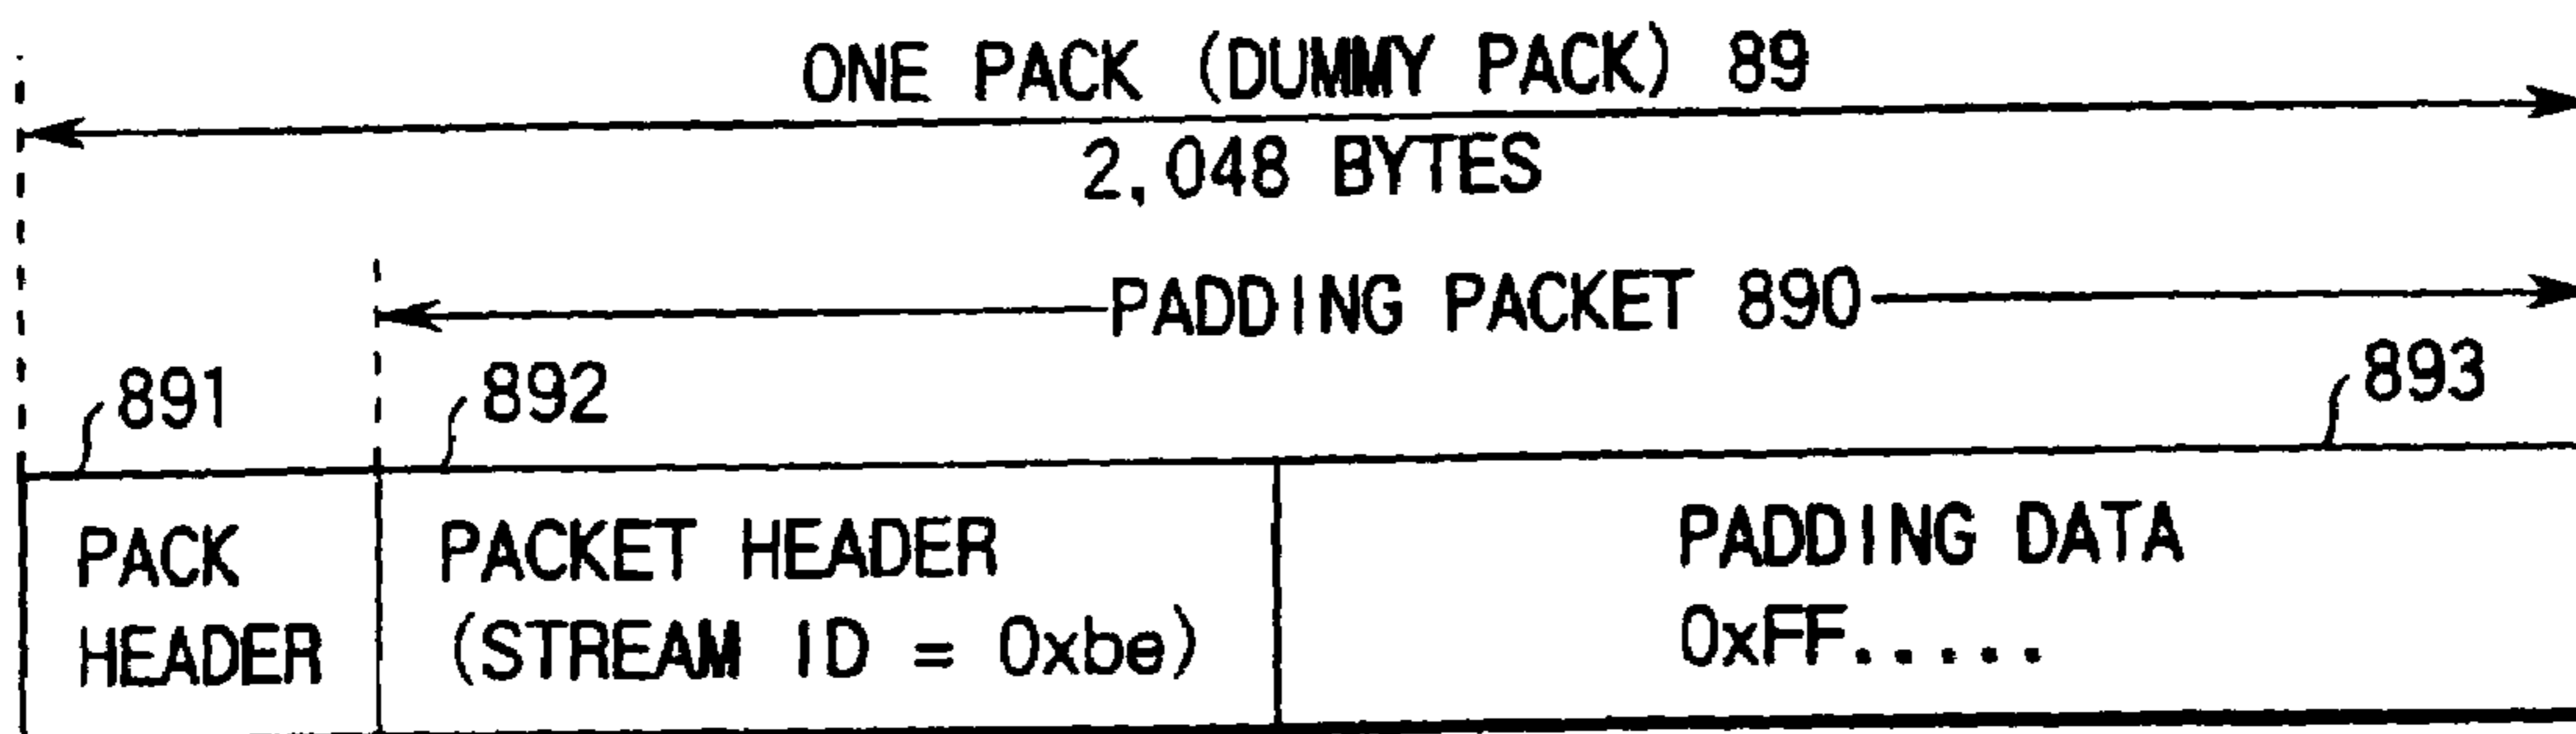 ONE PACK (DUMMY PACK) 89
2,048 BYTES
PADDING PACKET 890
891
892
893
PACK
HEADER
PACKET HEADER
(STREAM ID = 0xbe)
PADDING DATA
0xFF.....